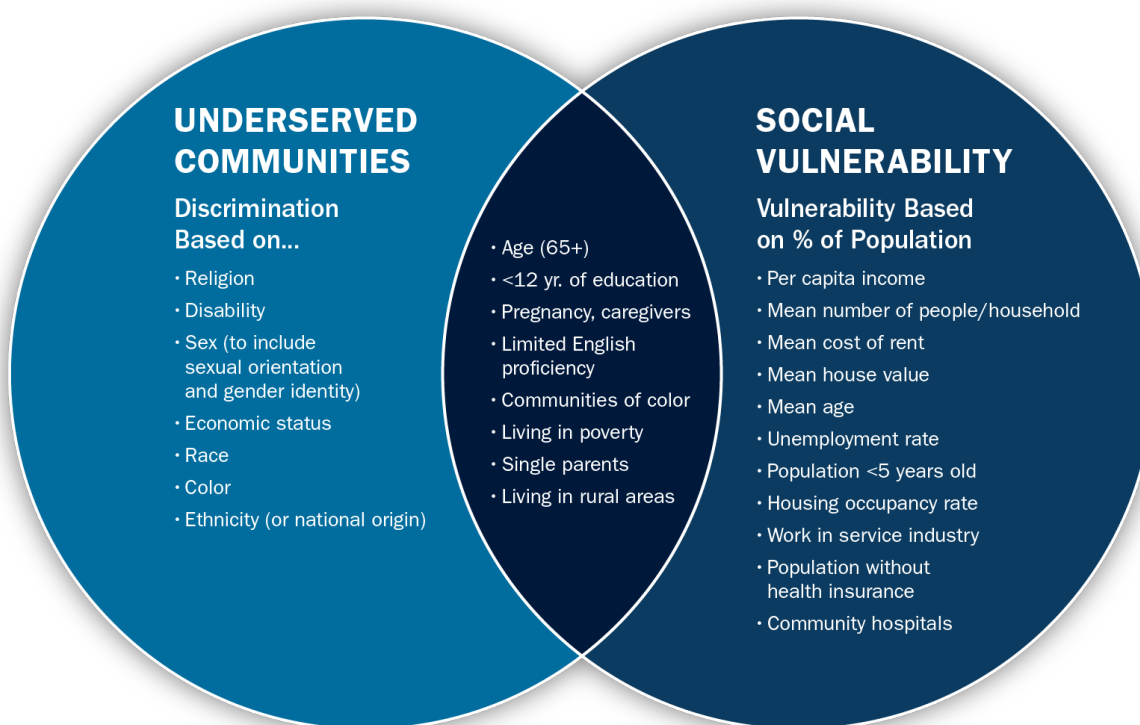 UNDERSERVED
COMMUNITIES
Discrimination
Based on...
· Religion
· Disability
· Sex (to include
sexual orientation
and gender identity)
· Economic status
· Race
· Color
· Ethnicity (or national origin)
· Age (65+)
· <12 yr. of education
· Pregnancy, caregivers
· Limited English
proficiency
· Communities of color
· Living in poverty
· Single parents
· Living in rural areas
SOCIAL
VULNERABILITY
Vulnerability Based
on % of Population
· Per capita income
· Mean number of people/household
· Mean cost of rent
· Mean house value
· Mean age
· Unemployment rate
· Population <5 years old
· Housing occupancy rate
· Work in service industry
· Population without
health insurance
· Community hospitals